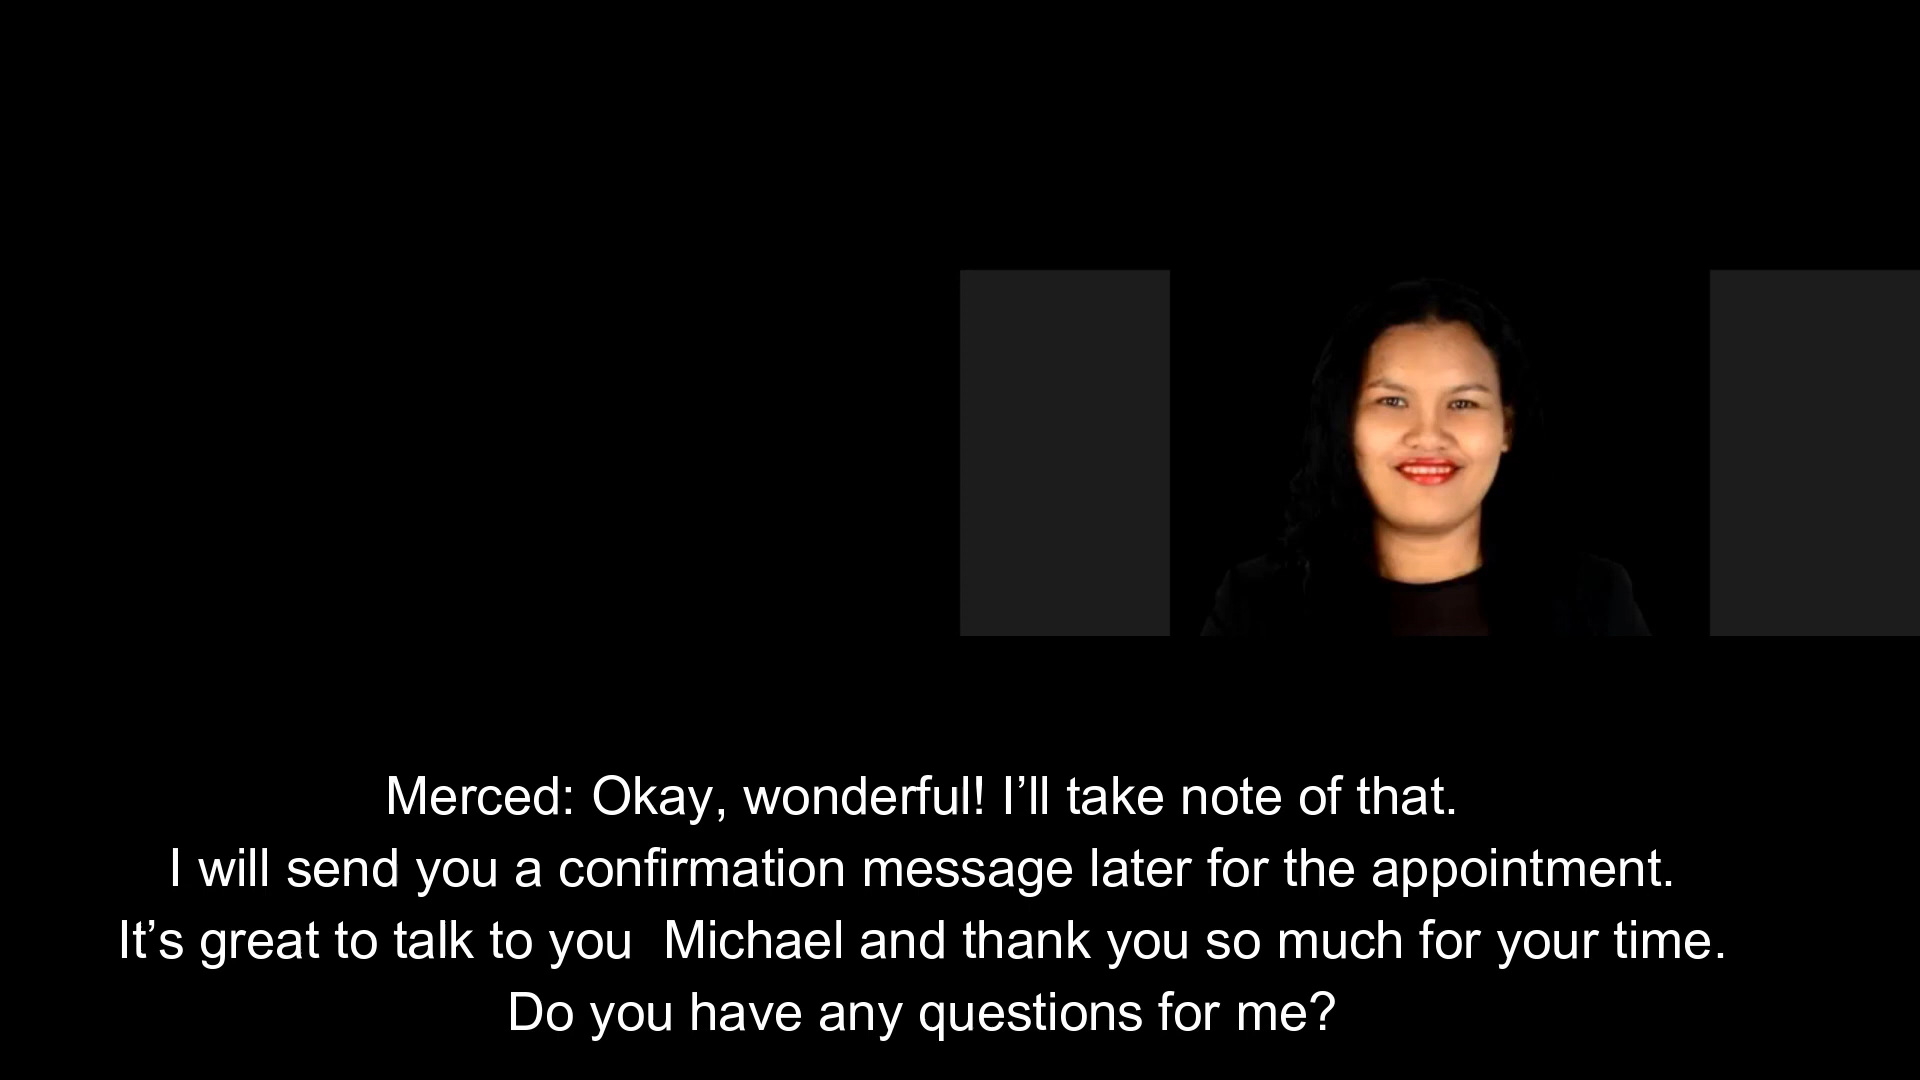 Merced: Okay, wonderful! I’ll take note of that.
I will send you a confirmation message later for the appointment.
It’s great to talk to you  Michael and thank you so much for your time.
Do you have any questions for me?